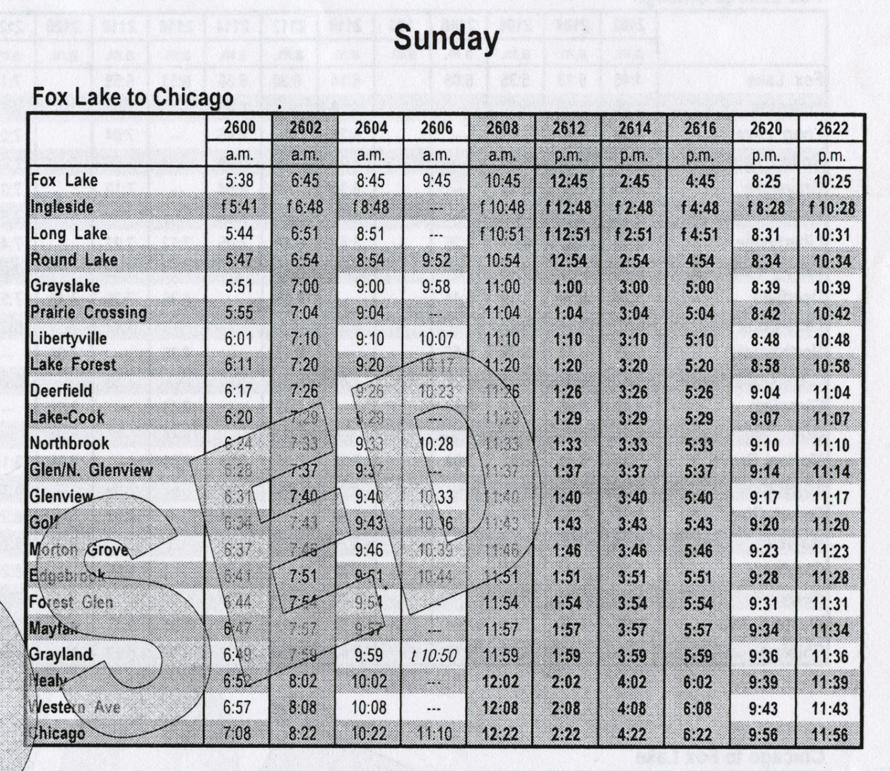 Sunday
Fox Lake to Chicago
2600 2602 2604 2606 2608 2612 2614 2616 2620 2622
a.m. a.m. a.m. a.m. a.m. p.m. p.m. p.m. p.m. p.m.
Fox Lake 5:38 6:45 8:45 9:45 10:45 12:45 2:45 4:45 8:25 10:25
Ingleside f 5:41 f 6:48 f 8:48 --- f 10:48 f 12:48 f 2:48 f 4:48 f 8:28 f 10:28
Long Lake 5:44 6:51 8:51 --- f 10:51 f 12:51 f 2:51 f 4:51 8:31 10:31
Round Lake 5:47 6:54 8:54 9:52 10:54 12:54 2:54 4:54 8:34 10:34
Grayslake 5:51 7:00 9:00 9:58 11:00 1:00 3:00 5:00 8:39 10:39
Prairie Crossing 5:55 7:04 9:04 --- 11:04 1:04 3:04 5:04 8:42 10:42
Libertyville 6:01 7:10 9:10 10:07 11:10 1:10 3:10 5:10 8:48 10:48
Lake Forest 6:11 7:20 9:20 10:17 11:20 1:20 3:20 5:20 8:58 10:58
Deerfield 6:17 7:26 9:26 10:23 11:26 1:26 3:26 5:26 9:04 11:04
Lake-Cook 6:20 7:29 9:29 --- 11:29 1:29 3:29 5:29 9:07 11:07
Northbrook 6:24 7:33 9:33 10:28 11:33 1:33 3:33 5:33 9:10 11:10
Glen/N. Glenview 6:28 7:37 9:37 --- 11:37 1:37 3:37 5:37 9:14 11:14
Glenview 6:31 7:40 9:40 10:33 11:40 1:40 3:40 5:40 9:17 11:17
Golf 6:34 7:43 9:43 10:36 11:43 1:43 3:43 5:43 9:20 11:20
Morton Grove 6:37 7:46 9:46 10:39 11:46 1:46 3:46 5:46 9:23 11:23
Edgebrook 6:41 7:51 9:51 10:44 11:51 1:51 3:51 5:51 9:28 11:28
Forest Glen 6:44 7:54 9:54 --- 11:54 1:54 3:54 5:54 9:31 11:31
Mayfair 6:47 7:57 9:57 --- 11:57 1:57 3:57 5:57 9:34 11:34
Grayland 6:49 7:59 9:59 t 10:50 11:59 1:59 3:59 5:59 9:36 11:36
Healy 6:52 8:02 10:02 --- 12:02 2:02 4:02 6:02 9:39 11:39
Western Ave 6:57 8:08 10:08 --- 12:08 2:08 4:08 6:08 9:43 11:43
Chicago 7:08 8:22 10:22 11:10 12:22 2:22 4:22 6:22 9:56 11:56